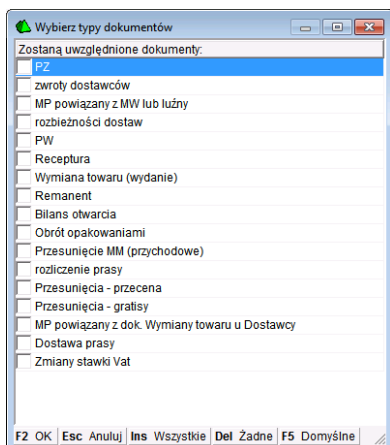 Wybierz typy dokumentów
Zostaną uwzględnione dokumenty:
PZ
zwroty dostawców
MP powiązany z MW lub luźny
rozbieżności dostaw
PW
Receptura
Wymiana towaru (wydanie)
Remanent
Bilans otwarcia
Obrót opakowaniami
Przesunięcie MM (przychodowe)
rozliczenie prasy
Przesunięcia - przecena
Przesunięcia - gratisy
MP powiązany z dok. Wymiany towaru u Dostawcy
Dostawa prasy
Zmiany stawki Vat
F2 OK Esc Anuluj Ins Wszystkie Del Żadne F5 Domyślne